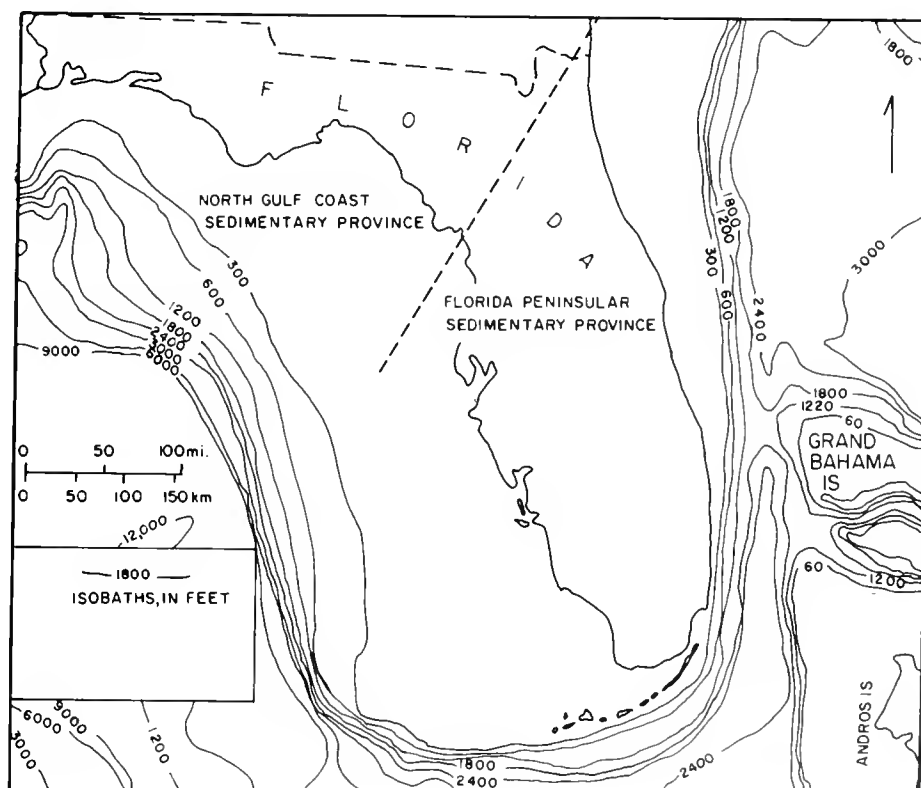 1800
F L O R I D A
NORTH GULF COAST
SEDIMENTARY PROVINCE
300
600
1200
1800
2400
3000
6000
9000
FLORIDA PENINSULAR
SEDIMENTARY PROVINCE
1800
1200
300
600
2400
3000
1800
1220
60
GRAND
BAHAMA
IS
0 50 100 mi.
0 50 100 150 km
12,000
1800
ISOBATHS, IN FEET
60
1200
ANDROS IS
9000
6000
3000
1200
1800
2400
2400